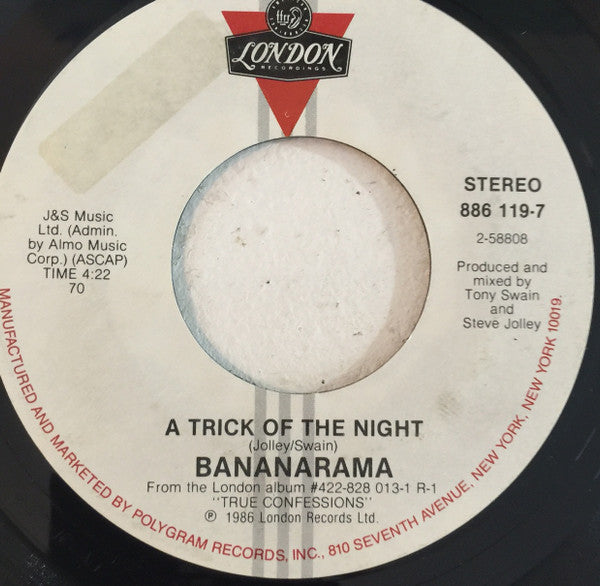 LONDON
RECORDINGS
J&S Music
Ltd. (Admin.
by Almo Music
Corp.) (ASCAP)
TIME 4:22
70
STEREO
886 119-7
2-58808
Produced and
mixed by
Tony Swain
and
Steve Jolley
A TRICK OF THE NIGHT
(Jolley/Swain)
BANANARAMA
From the London album #422-828 013-1 R-1
"TRUE CONFESSIONS"
℗ 1986 London Records Ltd.
MANUFACTURED AND MARKETED BY POLYGRAM RECORDS, INC., 810 SEVENTH AVENUE, NEW YORK, NEW YORK 10019.